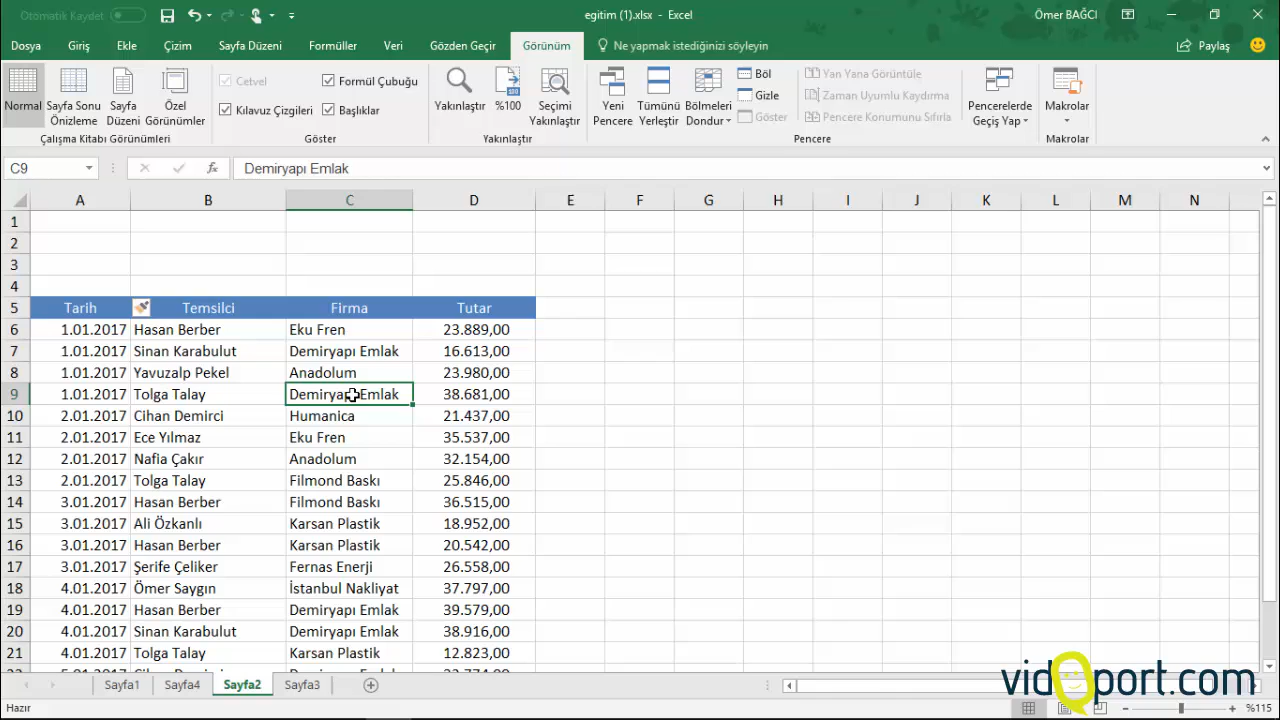 Otomatik Kaydet
egitim (1).xlsx - Excel
Ömer BAĞCI
Dosya Giriş Ekle Çizim Sayfa Düzeni Formüller Veri Gözden Geçir Görünüm Ne yapmak istediğinizi söyleyin Paylaş
Normal
Sayfa Sonu Önizleme
Sayfa Düzeni
Özel Görünümler
Çalışma Kitabı Görünümleri
Cetvel
Formül Çubuğu
Kılavuz Çizgileri
Başlıklar
Göster
Yakınlaştır
%100
Seçimi Yakınlaştır
Yakınlaştır
Yeni Pencere
Tümünü Yerleştir
Bölmeleri Dondur
Böl
Gizle
Göster
Yan Yana Görüntüle
Zaman Uyumlu Kaydırma
Pencere Konumunu Sıfırla
Pencerelerde Geçiş Yap
Pencere
Makrolar
Makrolar
C9 fx Demiryapı Emlak
A B C D E F G H I J K L M N
1
2
3
4
5 Tarih Temsilci Firma Tutar
6 1.01.2017 Hasan Berber Eku Fren 23.889,00
7 1.01.2017 Sinan Karabulut Demiryapı Emlak 16.613,00
8 1.01.2017 Yavuzalp Pekel Anadolum 23.980,00
9 1.01.2017 Tolga Talay Demiryapı Emlak 38.681,00
10 2.01.2017 Cihan Demirci Humanica 21.437,00
11 2.01.2017 Ece Yılmaz Eku Fren 35.537,00
12 2.01.2017 Nafia Çakır Anadolum 32.154,00
13 2.01.2017 Tolga Talay Filmond Baskı 25.846,00
14 3.01.2017 Hasan Berber Filmond Baskı 36.515,00
15 3.01.2017 Ali Özkanlı Karsan Plastik 18.952,00
16 3.01.2017 Hasan Berber Karsan Plastik 20.542,00
17 3.01.2017 Şerife Çeliker Fernas Enerji 26.558,00
18 4.01.2017 Ömer Saygın İstanbul Nakliyat 37.797,00
19 4.01.2017 Hasan Berber Demiryapı Emlak 39.579,00
20 4.01.2017 Sinan Karabulut Demiryapı Emlak 38.916,00
21 4.01.2017 Tolga Talay Karsan Plastik 12.823,00
Sayfa1 Sayfa4 Sayfa2 Sayfa3
vidQport.com
Hazır
%115